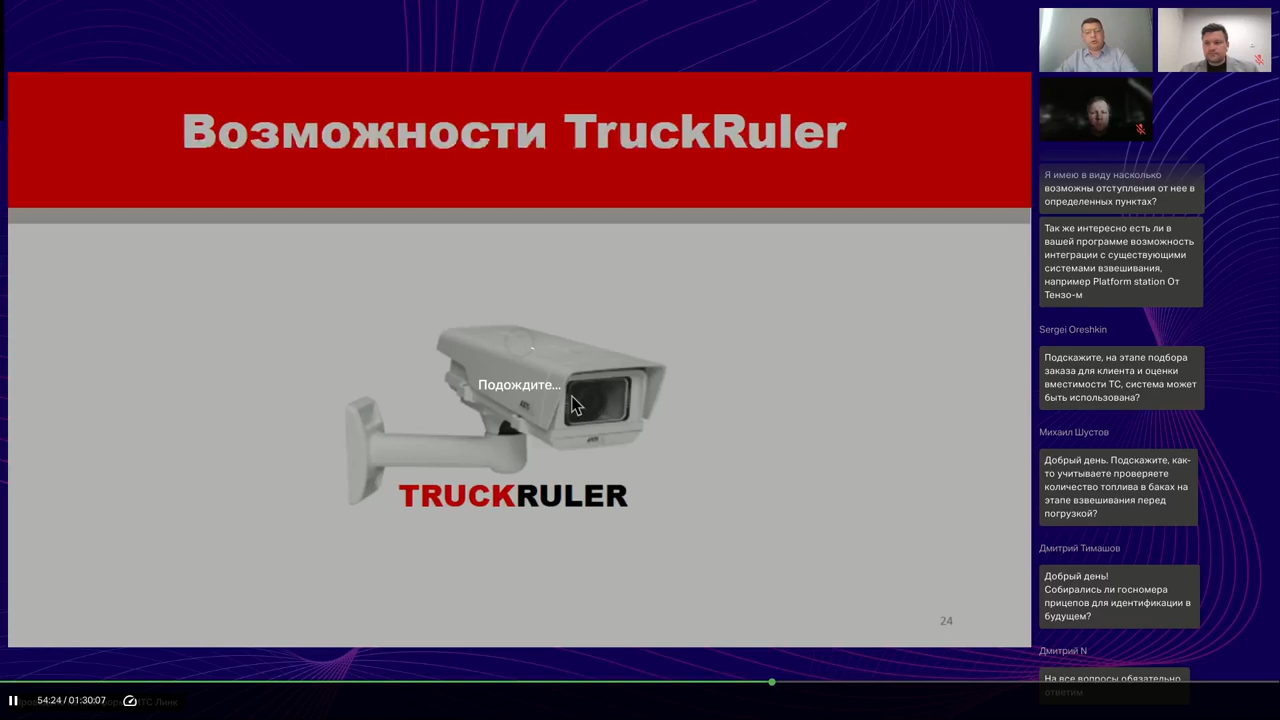 Возможности TruckRuler
Подождите...
TRUCKRULER
24
Я имею в виду насколько
возможны отступления от нее в
определенных пунктах?
Так же интересно есть ли в
вашей программе возможность
интеграции с существующими
системами взвешивания,
например Platform station От
Тензо-м
Sergei Oreshkin
Подскажите, на этапе подбора
заказа для клиента и оценки
вместимости ТС, система может
быть использована?
Михаил Шустов
Добрый день. Подскажите, как-
то учитываете проверяете
количество топлива в баках на
этапе взвешивания перед
погрузкой?
Дмитрий Тимашов
Добрый день!
Собирались ли госномера
прицепов для идентификации в
будущем?
Дмитрий N
На все вопросы обязательно
ответим
54:24 / 01:30:07
МТС Линк